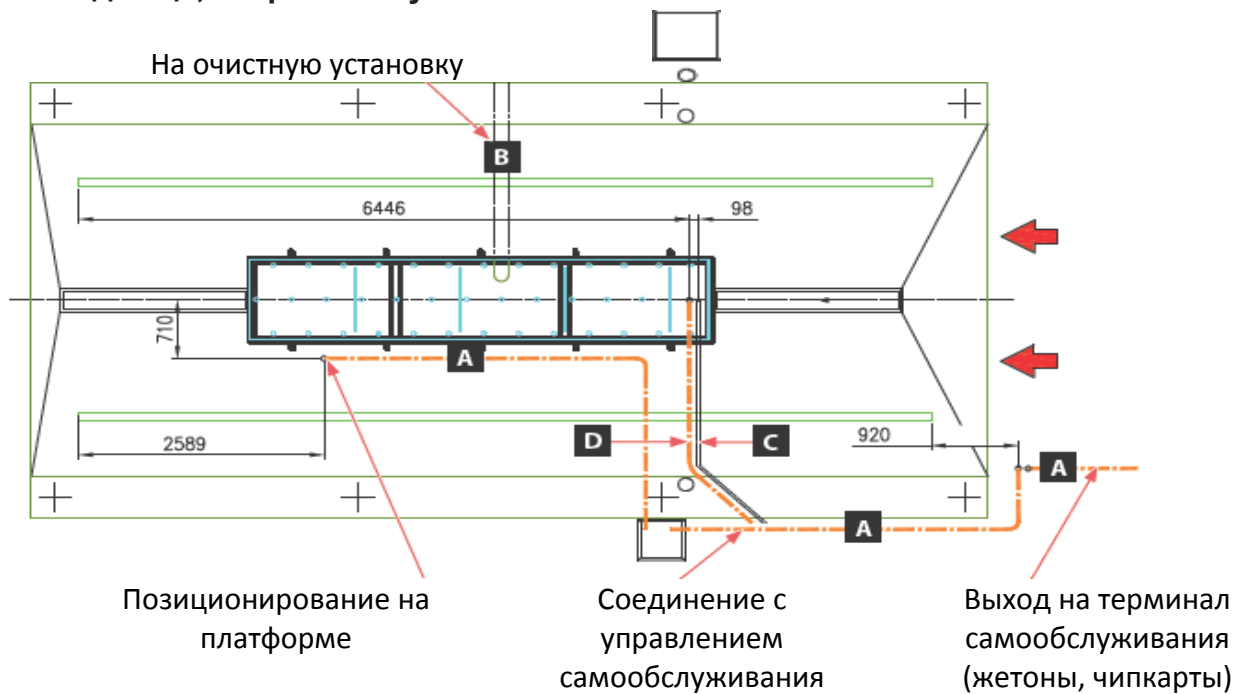 На очистную установку
B
6446
98
710
A
2589
D
C
920
A
A
Позиционирование на
платформе
Соединение с
управлением
самообслуживания
Выход на терминал
самообслуживания
(жетоны, чипкарты)